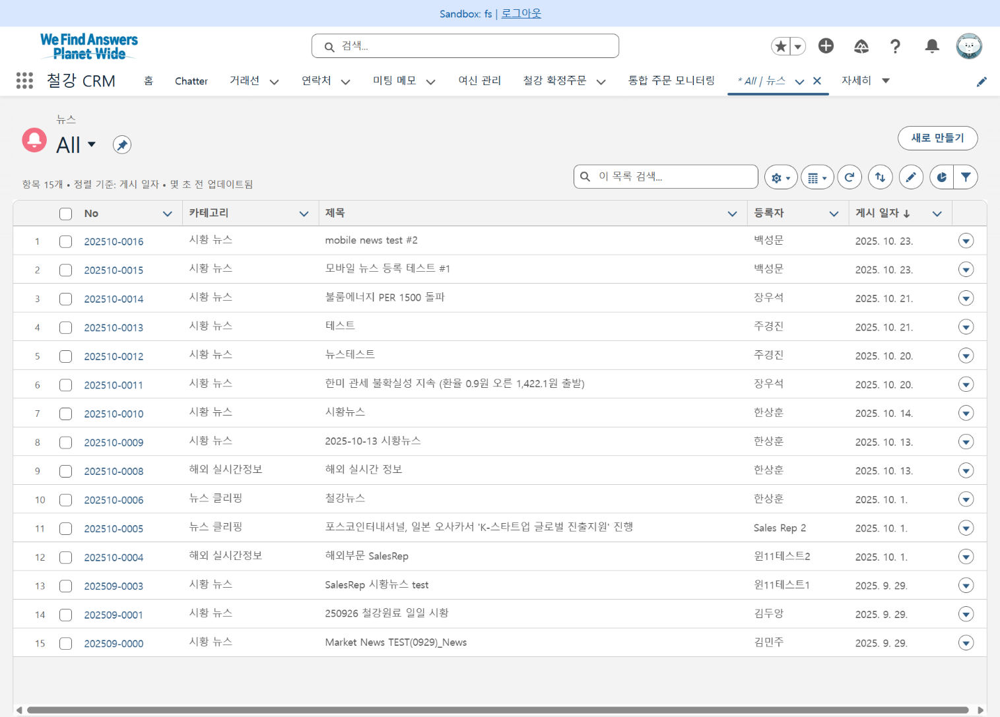 Sandbox: fs | 로그아웃
We Find Answers
Planet Wide
검색...
철강 CRM
홈
Chatter
거래선
연락처
미팅 메모
여신 관리
철강 확정주문
통합 주문 모니터링
* All | 뉴스
자세히
뉴스
All
새로 만들기
항목 15개 • 정렬 기준: 게시 일자 • 몇 초 전 업데이트됨
이 목록 검색...
No 카테고리 제목 등록자 게시 일자
1 202510-0016 시황 뉴스 mobile news test #2 백성문 2025. 10. 23.
2 202510-0015 시황 뉴스 모바일 뉴스 등록 테스트 #1 백성문 2025. 10. 23.
3 202510-0014 시황 뉴스 불룸에너지 PER 1500 돌파 장우석 2025. 10. 21.
4 202510-0013 시황 뉴스 테스트 주경진 2025. 10. 21.
5 202510-0012 시황 뉴스 뉴스테스트 주경진 2025. 10. 20.
6 202510-0011 시황 뉴스 한미 관세 불확실성 지속 (환율 0.9원 오른 1,422.1원 출발) 장우석 2025. 10. 20.
7 202510-0010 시황 뉴스 시황뉴스 한상훈 2025. 10. 14.
8 202510-0009 시황 뉴스 2025-10-13 시황뉴스 한상훈 2025. 10. 13.
9 202510-0008 해외 실시간정보 해외 실시간 정보 한상훈 2025. 10. 13.
10 202510-0006 뉴스 클리핑 철강뉴스 한상훈 2025. 10. 1.
11 202510-0005 뉴스 클리핑 포스코인터내셔널, 일본 오사카서 'K-스타트업 글로벌 진출지원' 진행 Sales Rep 2 2025. 10. 1.
12 202510-0004 해외 실시간정보 해외부문 SalesRep 윈11테스트2 2025. 10. 1.
13 202509-0003 시황 뉴스 SalesRep 시황뉴스 test 윈11테스트1 2025. 9. 29.
14 202509-0001 시황 뉴스 250926 철강원료 일일 시황 김두앙 2025. 9. 29.
15 202509-0000 시황 뉴스 Market News TEST(0929)_News 김민주 2025. 9. 29.